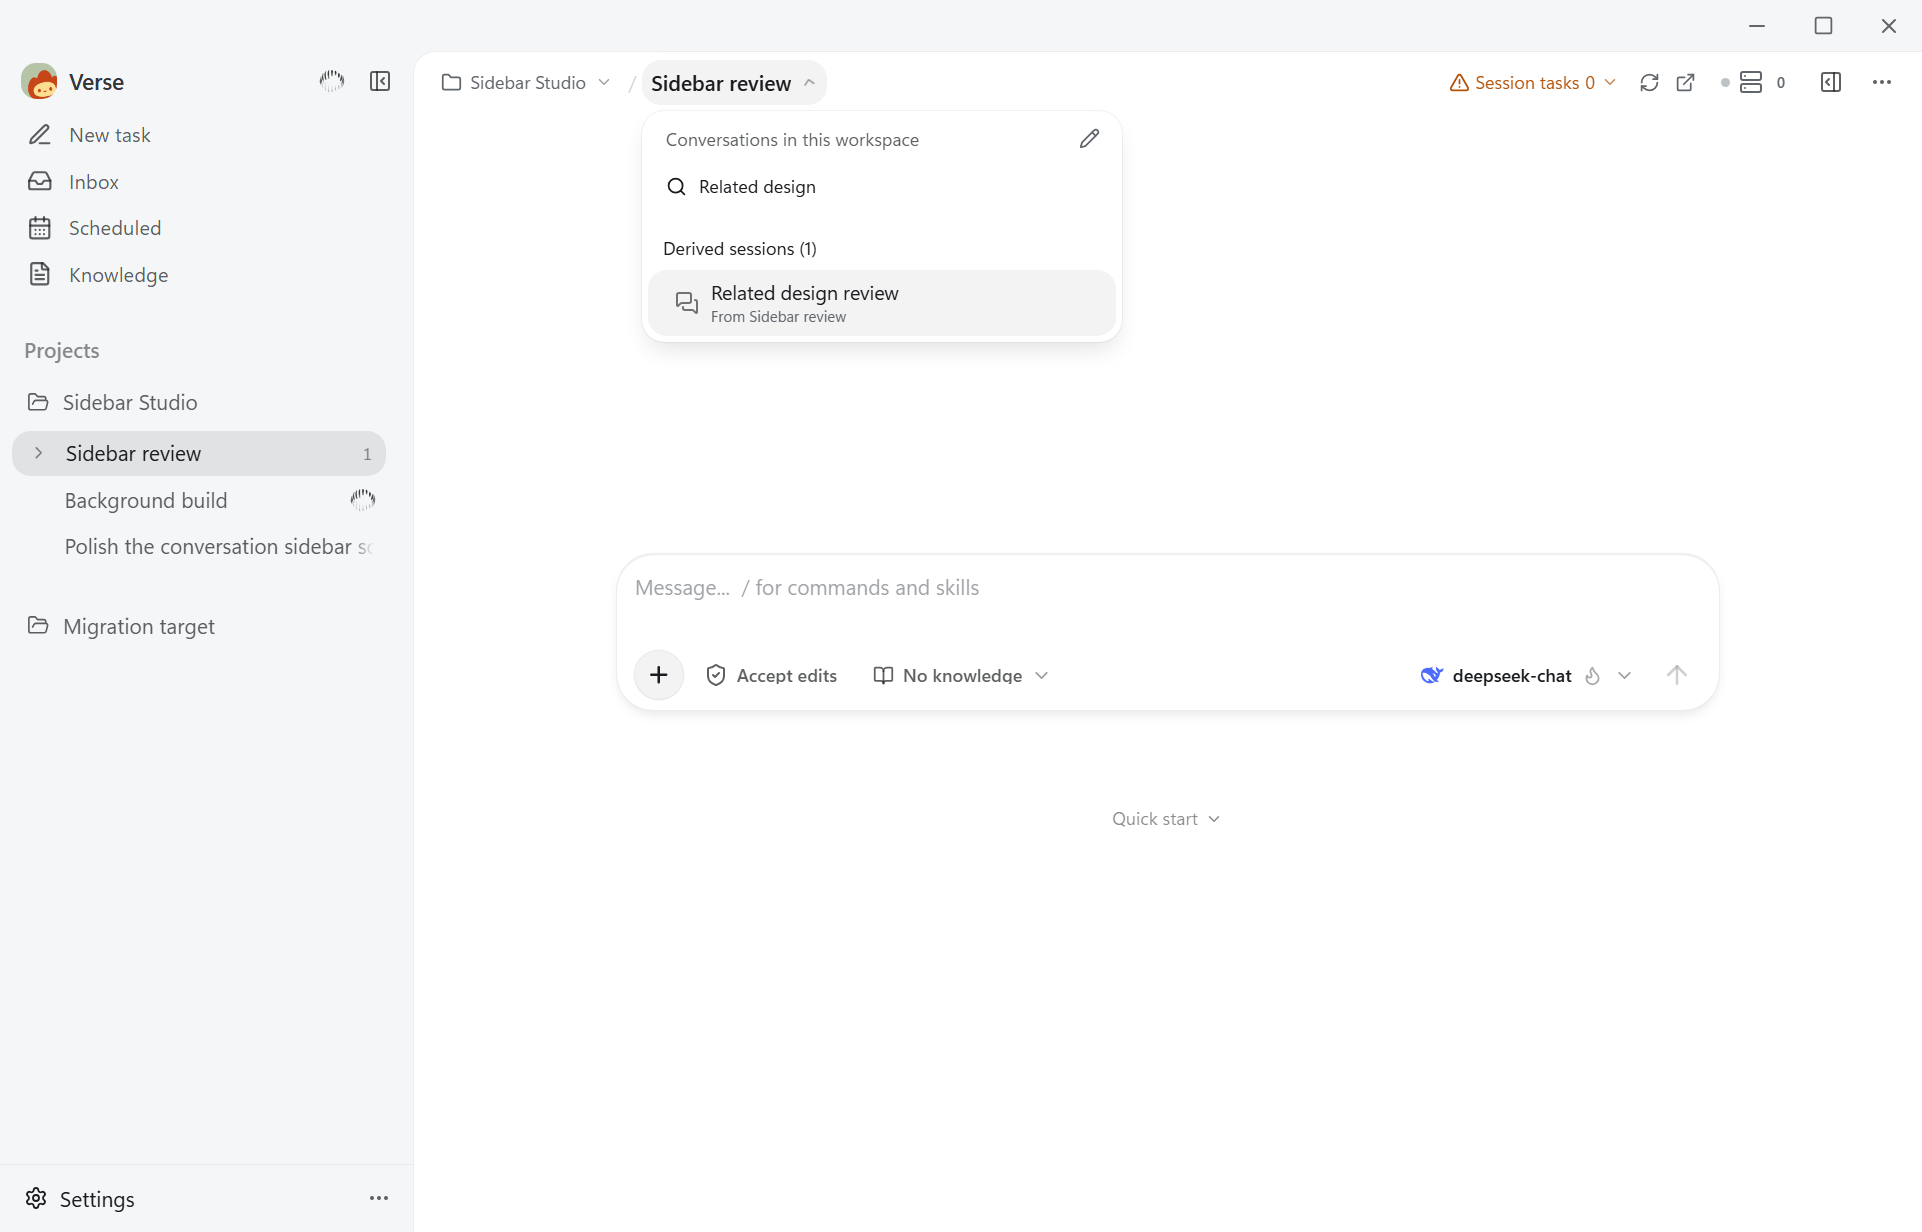 Verse
New task
Inbox
Scheduled
Knowledge
Projects
Sidebar Studio
Sidebar review 1
Background build
Polish the conversation sidebar
Migration target
Settings
Sidebar Studio / Sidebar review
Session tasks 0
0
Conversations in this workspace
Related design
Derived sessions (1)
Related design review
From Sidebar review
Message... / for commands and skills
Accept edits
No knowledge
deepseek-chat
Quick start